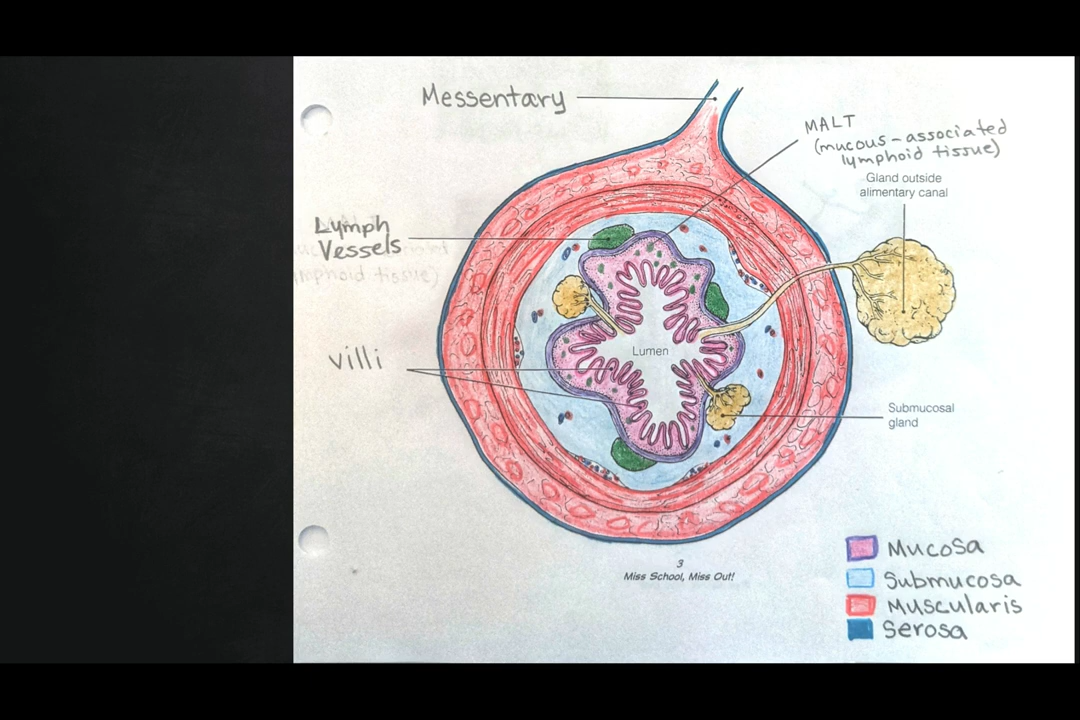 Messentary
MALT
(mucous-associated
lymphoid tissue)
Gland outside
alimentary canal
Lymph
Vessels
Lumen
villi
Submucosal
gland
3
Miss School, Miss Out!
Mucosa
Submucosa
Muscularis
Serosa